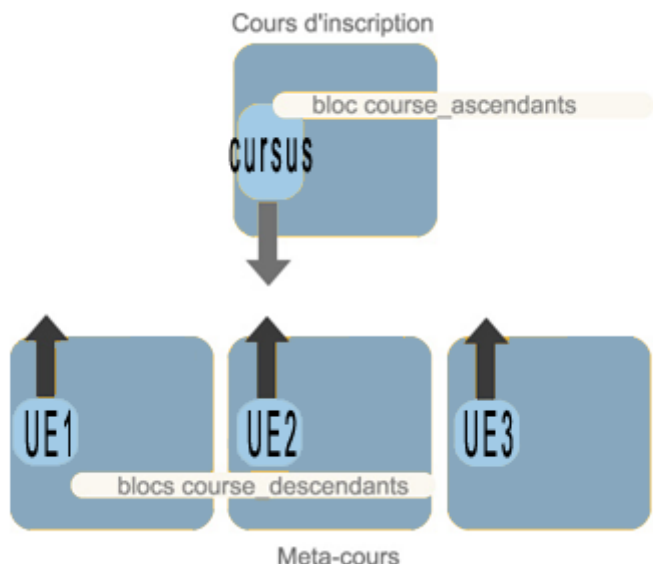 Cours d'inscription
bloc course_ascendants
cursus
UE1
UE2
UE3
blocs course_descendants
Meta-cours